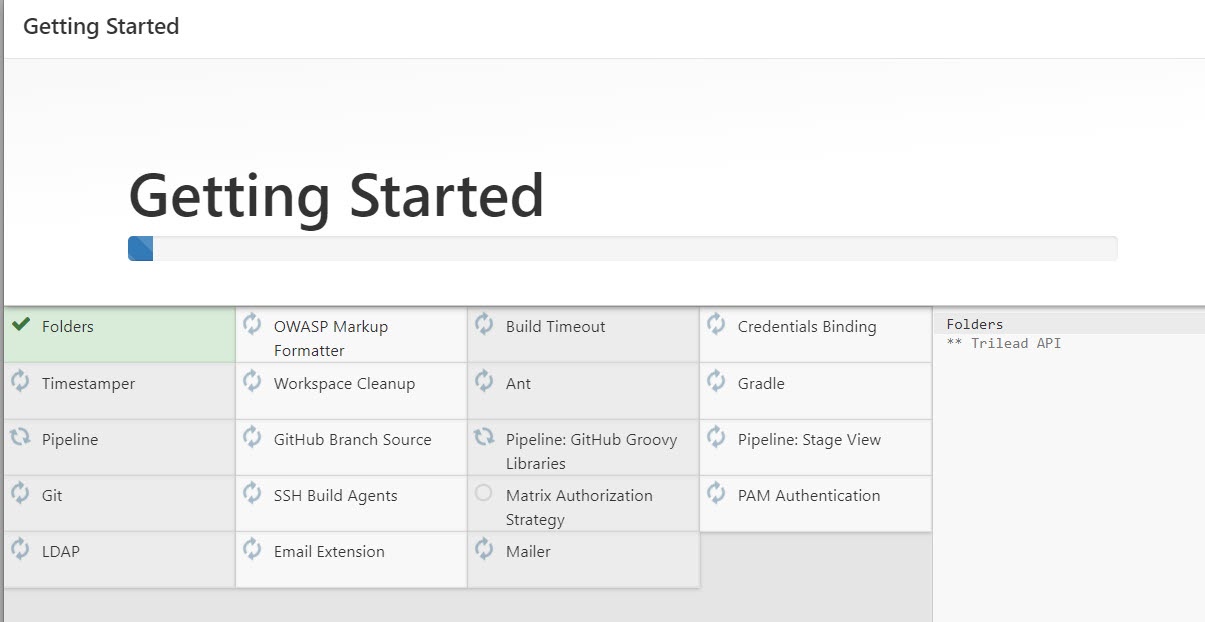 Getting Started
Getting Started
Folders
OWASP Markup
Formatter
Build Timeout
Credentials Binding
Timestamper
Workspace Cleanup
Ant
Gradle
Pipeline
GitHub Branch Source
Pipeline: GitHub Groovy
Libraries
Pipeline: Stage View
Git
SSH Build Agents
Matrix Authorization
Strategy
PAM Authentication
LDAP
Email Extension
Mailer
Folders
** Trilead API